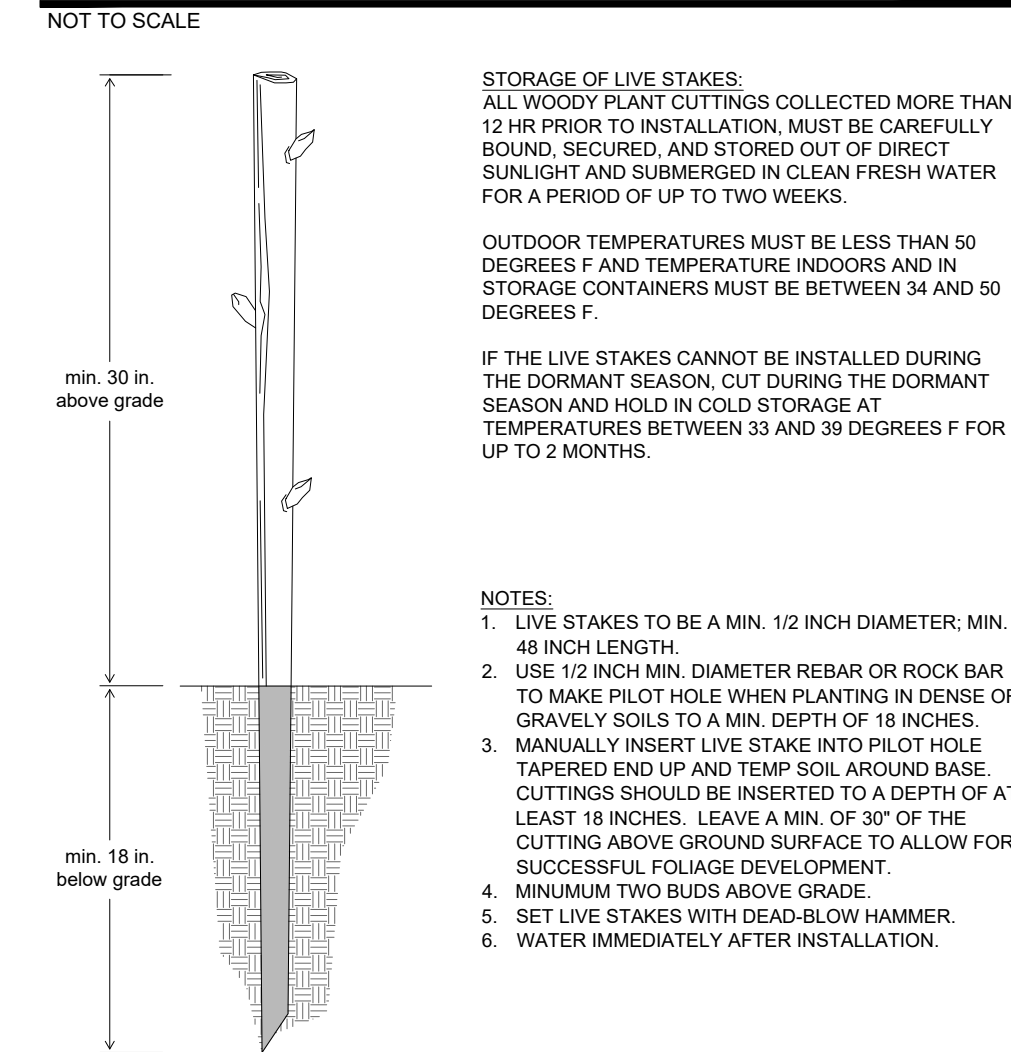 NOT TO SCALE
min. 30 in.
above grade
min. 18 in.
below grade
STORAGE OF LIVE STAKES:
ALL WOODY PLANT CUTTINGS COLLECTED MORE THAN
12 HR PRIOR TO INSTALLATION, MUST BE CAREFULLY
BOUND, SECURED, AND STORED OUT OF DIRECT
SUNLIGHT AND SUBMERGED IN CLEAN FRESH WATER
FOR A PERIOD OF UP TO TWO WEEKS.
OUTDOOR TEMPERATURES MUST BE LESS THAN 50
DEGREES F AND TEMPERATURE INDOORS AND IN
STORAGE CONTAINERS MUST BE BETWEEN 34 AND 50
DEGREES F.
IF THE LIVE STAKES CANNOT BE INSTALLED DURING
THE DORMANT SEASON, CUT DURING THE DORMANT
SEASON AND HOLD IN COLD STORAGE AT
TEMPERATURES BETWEEN 33 AND 39 DEGREES F FOR
UP TO 2 MONTHS.
NOTES:
1. LIVE STAKES TO BE A MIN. 1/2 INCH DIAMETER; MIN.
48 INCH LENGTH.
2. USE 1/2 INCH MIN. DIAMETER REBAR OR ROCK BAR
TO MAKE PILOT HOLE WHEN PLANTING IN DENSE OR
GRAVELY SOILS TO A MIN. DEPTH OF 18 INCHES.
3. MANUALLY INSERT LIVE STAKE INTO PILOT HOLE
TAPERED END UP AND TEMP SOIL AROUND BASE.
CUTTINGS SHOULD BE INSERTED TO A DEPTH OF AT
LEAST 18 INCHES. LEAVE A MIN. OF 30" OF THE
CUTTING ABOVE GROUND SURFACE TO ALLOW FOR
SUCCESSFUL FOLIAGE DEVELOPMENT.
4. MINUMUM TWO BUDS ABOVE GRADE.
5. SET LIVE STAKES WITH DEAD-BLOW HAMMER.
6. WATER IMMEDIATELY AFTER INSTALLATION.